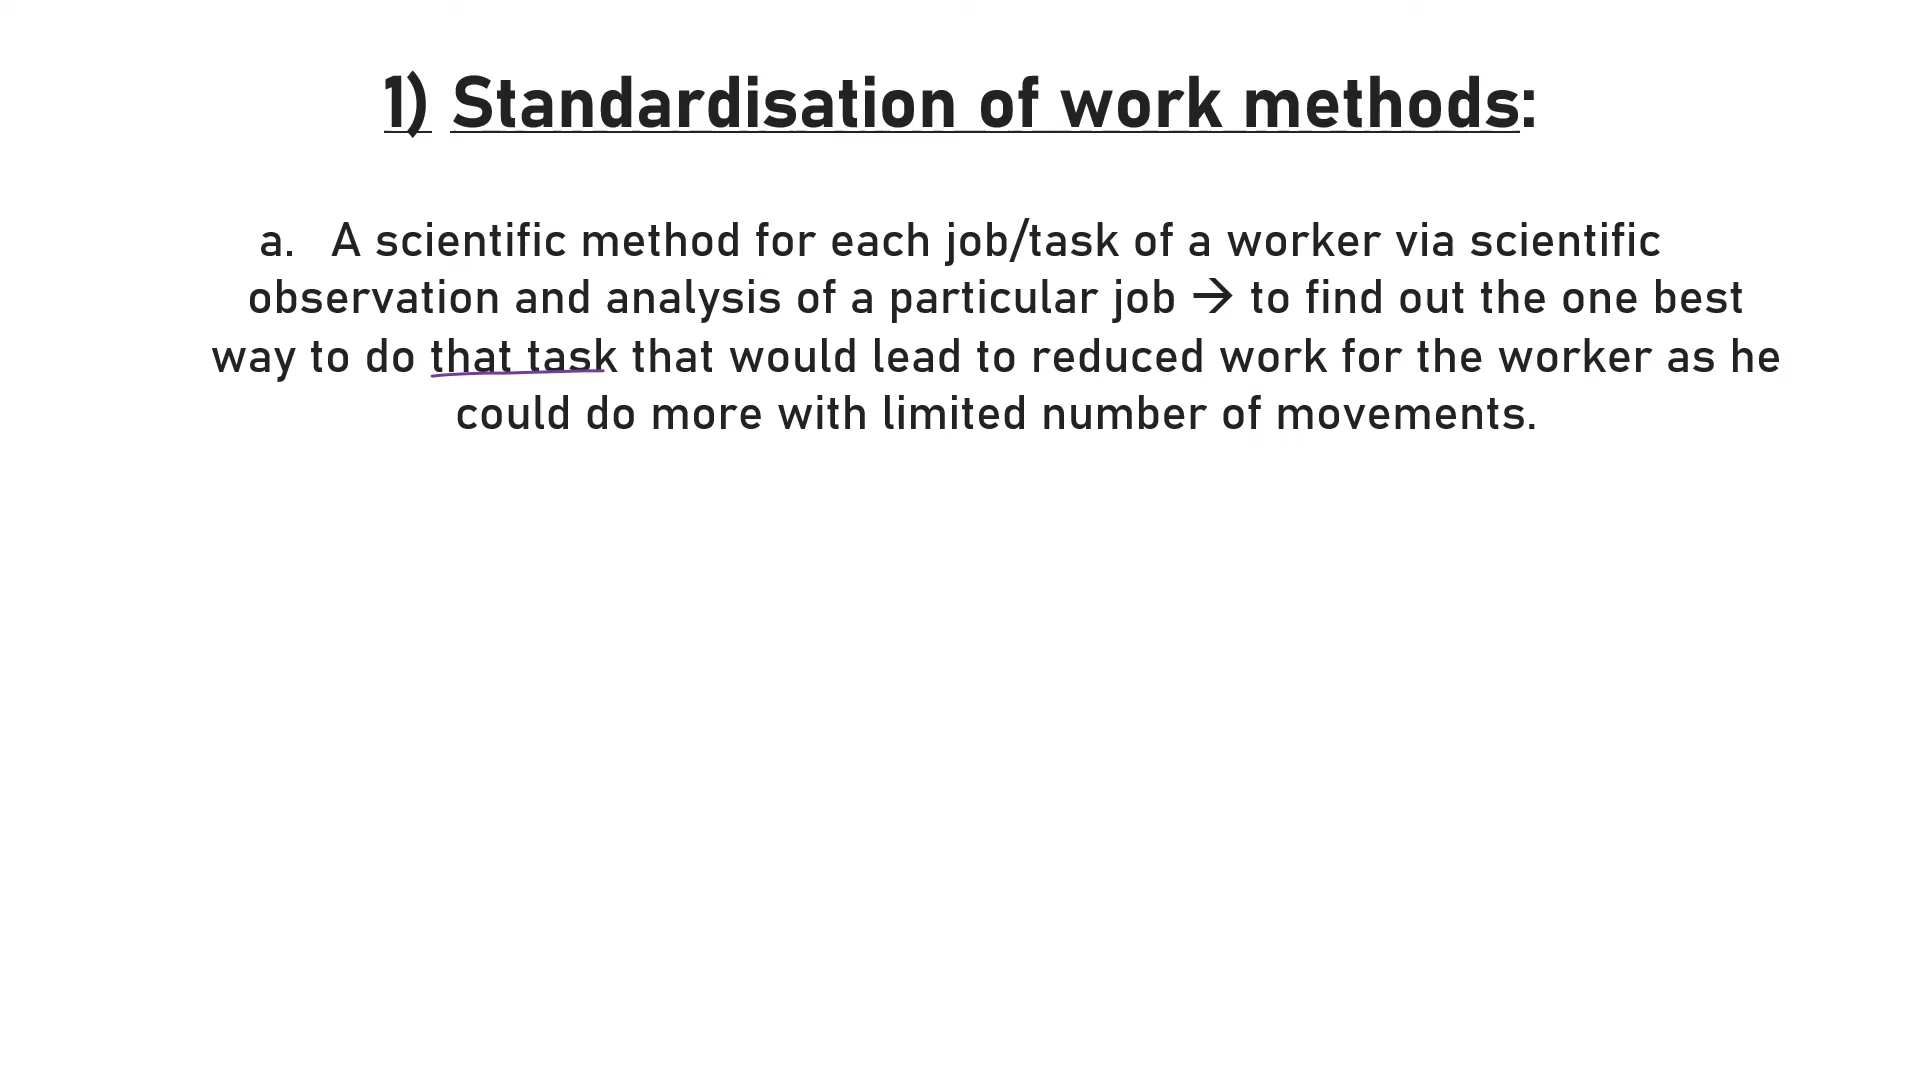 1) Standardisation of work methods:
a. A scientific method for each job/task of a worker via scientific
observation and analysis of a particular job → to find out the one best
way to do that task that would lead to reduced work for the worker as he
could do more with limited number of movements.